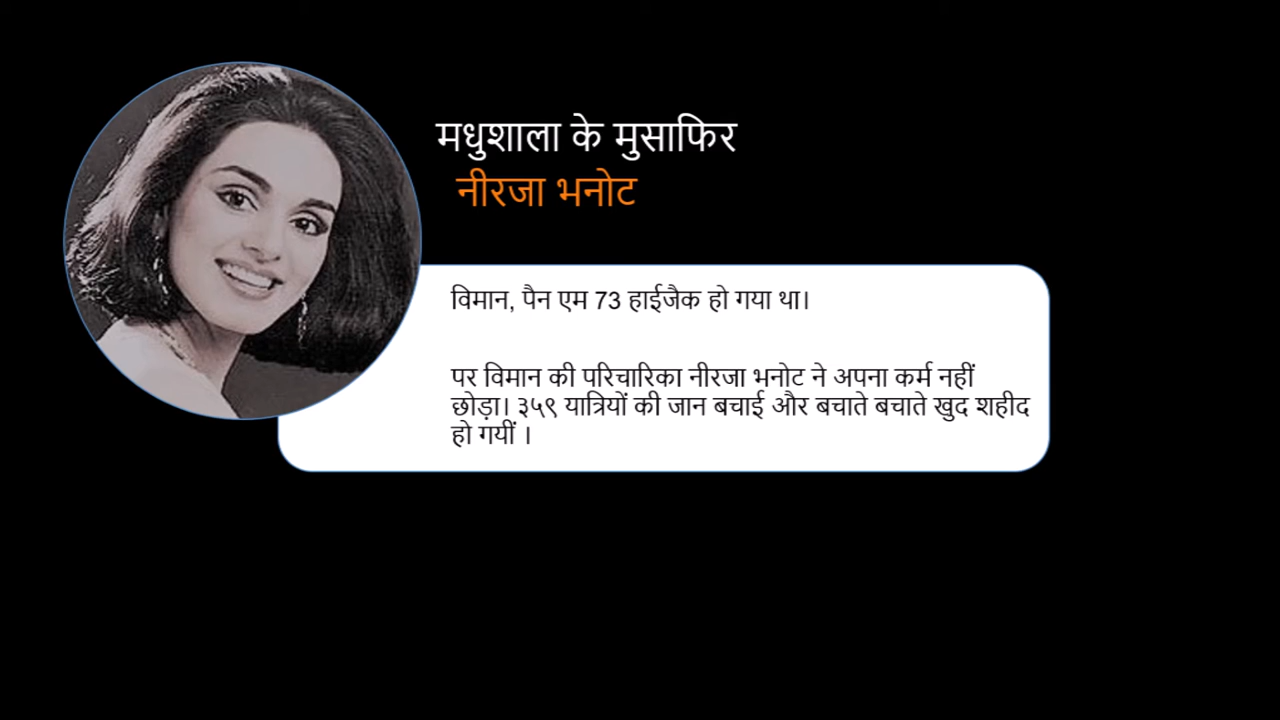 मधुशाला के मुसाफिर
नीरजा भनोट
विमान, पैन एम 73 हाईजैक हो गया था।
पर विमान की परिचारिका नीरजा भनोट ने अपना कर्म नहीं
छोड़ा। ३५९ यात्रियों की जान बचाई और बचाते बचाते खुद शहीद
हो गयीं ।